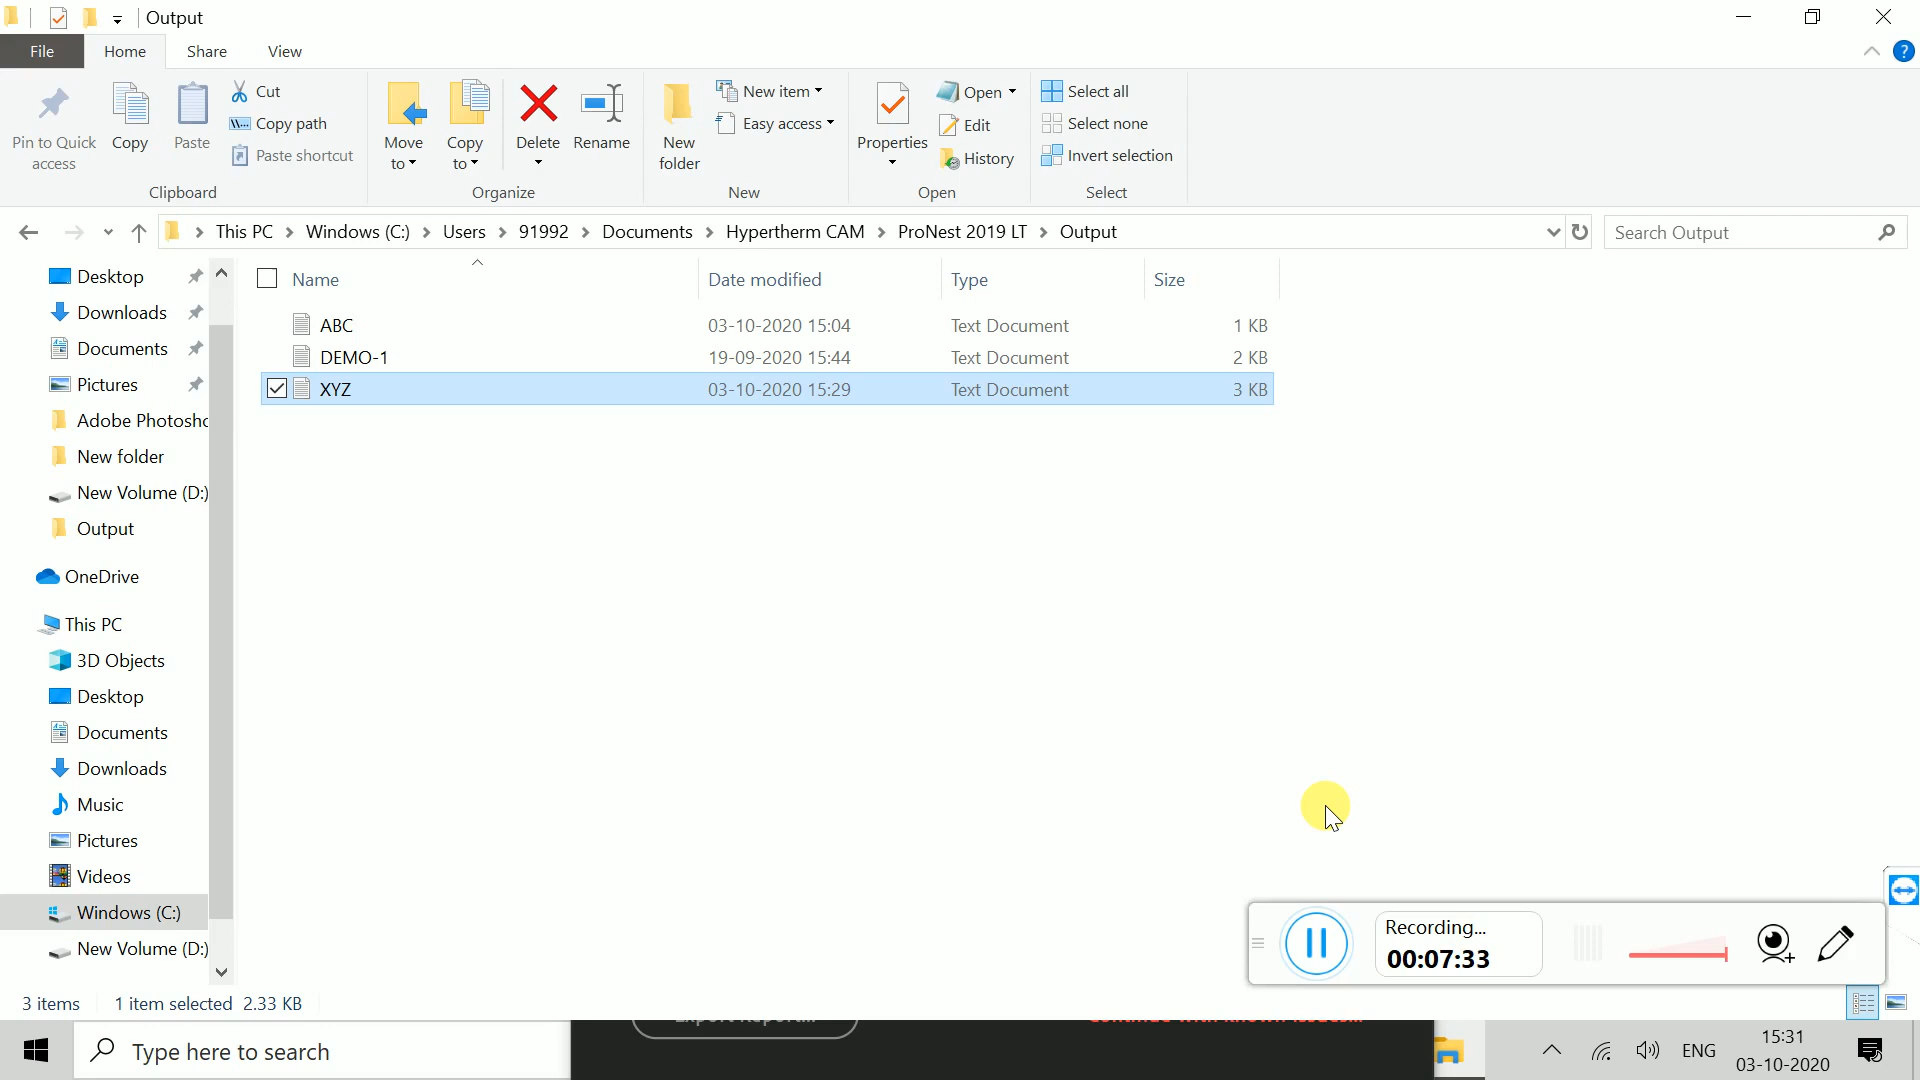 Output
File
Home
Share
View
Pin to Quick access
Copy
Paste
Cut
Copy path
Paste shortcut
Clipboard
Move to
Copy to
Delete
Rename
Organize
New folder
New item
Easy access
New
Properties
Open
Edit
History
Open
Select all
Select none
Invert selection
Select
This PC > Windows (C:) > Users > 91992 > Documents > Hypertherm CAM > ProNest 2019 LT > Output
Search Output
Desktop
Downloads
Documents
Pictures
Adobe Photosho
New folder
New Volume (D:)
Output
OneDrive
This PC
3D Objects
Desktop
Documents
Downloads
Music
Pictures
Videos
Windows (C:)
New Volume (D:)
Name Date modified Type Size
ABC 03-10-2020 15:04 Text Document 1 KB
DEMO-1 19-09-2020 15:44 Text Document 2 KB
XYZ 03-10-2020 15:29 Text Document 3 KB
Recording...
00:07:33
3 items 1 item selected 2.33 KB
Type here to search
ENG
15:31
03-10-2020